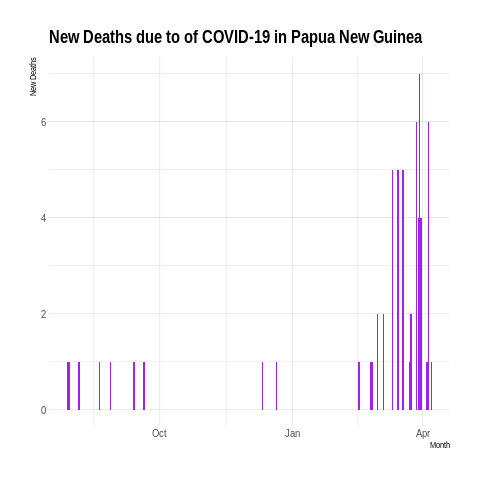 New Deaths due to of COVID-19 in Papua New Guinea
New Deaths
6
4
2
0
Oct
Jan
Apr
Month